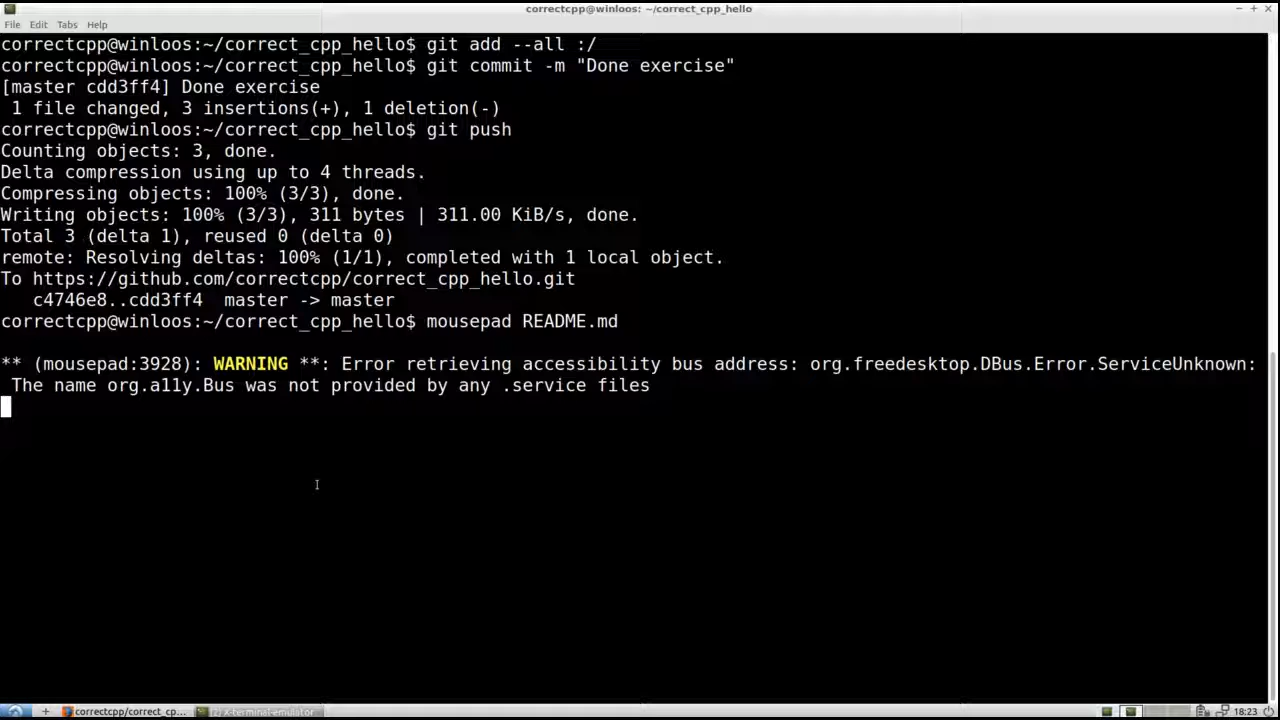 correctcpp@winloos: ~/correct_cpp_hello
File Edit Tabs Help
correctcpp@winloos:~/correct_cpp_hello$ git add --all :/
correctcpp@winloos:~/correct_cpp_hello$ git commit -m "Done exercise"
[master cdd3ff4] Done exercise
 1 file changed, 3 insertions(+), 1 deletion(-)
correctcpp@winloos:~/correct_cpp_hello$ git push
Counting objects: 3, done.
Delta compression using up to 4 threads.
Compressing objects: 100% (3/3), done.
Writing objects: 100% (3/3), 311 bytes | 311.00 KiB/s, done.
Total 3 (delta 1), reused 0 (delta 0)
remote: Resolving deltas: 100% (1/1), completed with 1 local object.
To https://github.com/correctcpp/correct_cpp_hello.git
   c4746e8..cdd3ff4  master -> master
correctcpp@winloos:~/correct_cpp_hello$ mousepad README.md
** (mousepad:3928): WARNING **: Error retrieving accessibility bus address: org.freedesktop.DBus.Error.ServiceUnknown:
 The name org.a11y.Bus was not provided by any .service files
correctcpp/correct_cp... x-terminal-emulator 18:23